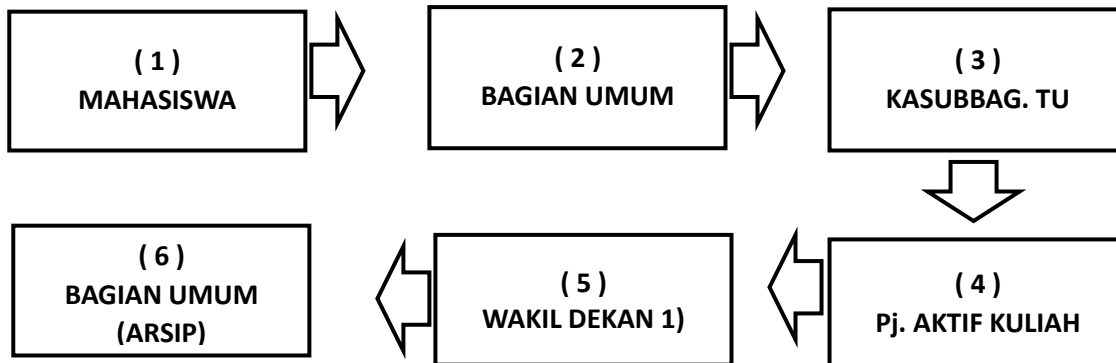 ( 1 )
MAHASISWA
( 2 )
BAGIAN UMUM
( 3 )
KASUBBAG. TU
( 4 )
Pj. AKTIF KULIAH
( 5 )
WAKIL DEKAN 1)
( 6 )
BAGIAN UMUM
(ARSIP)